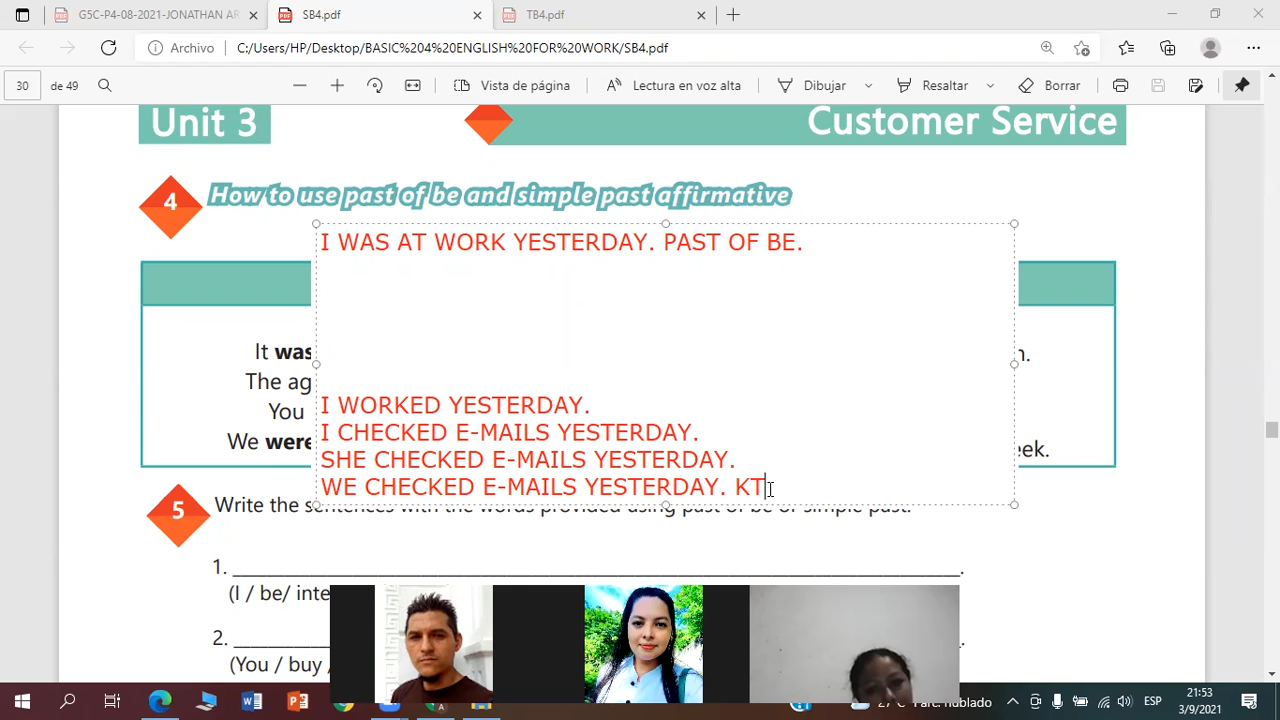 G5C-P4-08-2021-JONATHAN AR
SB4.pdf
TB4.pdf
Archivo
C:/Users/HP/Desktop/BASIC%204%20ENGLISH%20FOR%20WORK/SB4.pdf
30 de 49
Vista de página
Lectura en voz alta
Dibujar
Resaltar
Borrar
Unit 3
Customer Service
4
How to use past of be and simple past affirmative
I WAS AT WORK YESTERDAY. PAST OF BE.
It was
The ag
You
We were
n.
eek.
I WORKED YESTERDAY.
I CHECKED E-MAILS YESTERDAY.
SHE CHECKED E-MAILS YESTERDAY.
WE CHECKED E-MAILS YESTERDAY. KT
5
Write the sentences with the words provided using past of be or simple past.
1. .
(I / be/ inte
2. .
(You / buy
27°C
nublado
ESP
21:53
3/9/2021